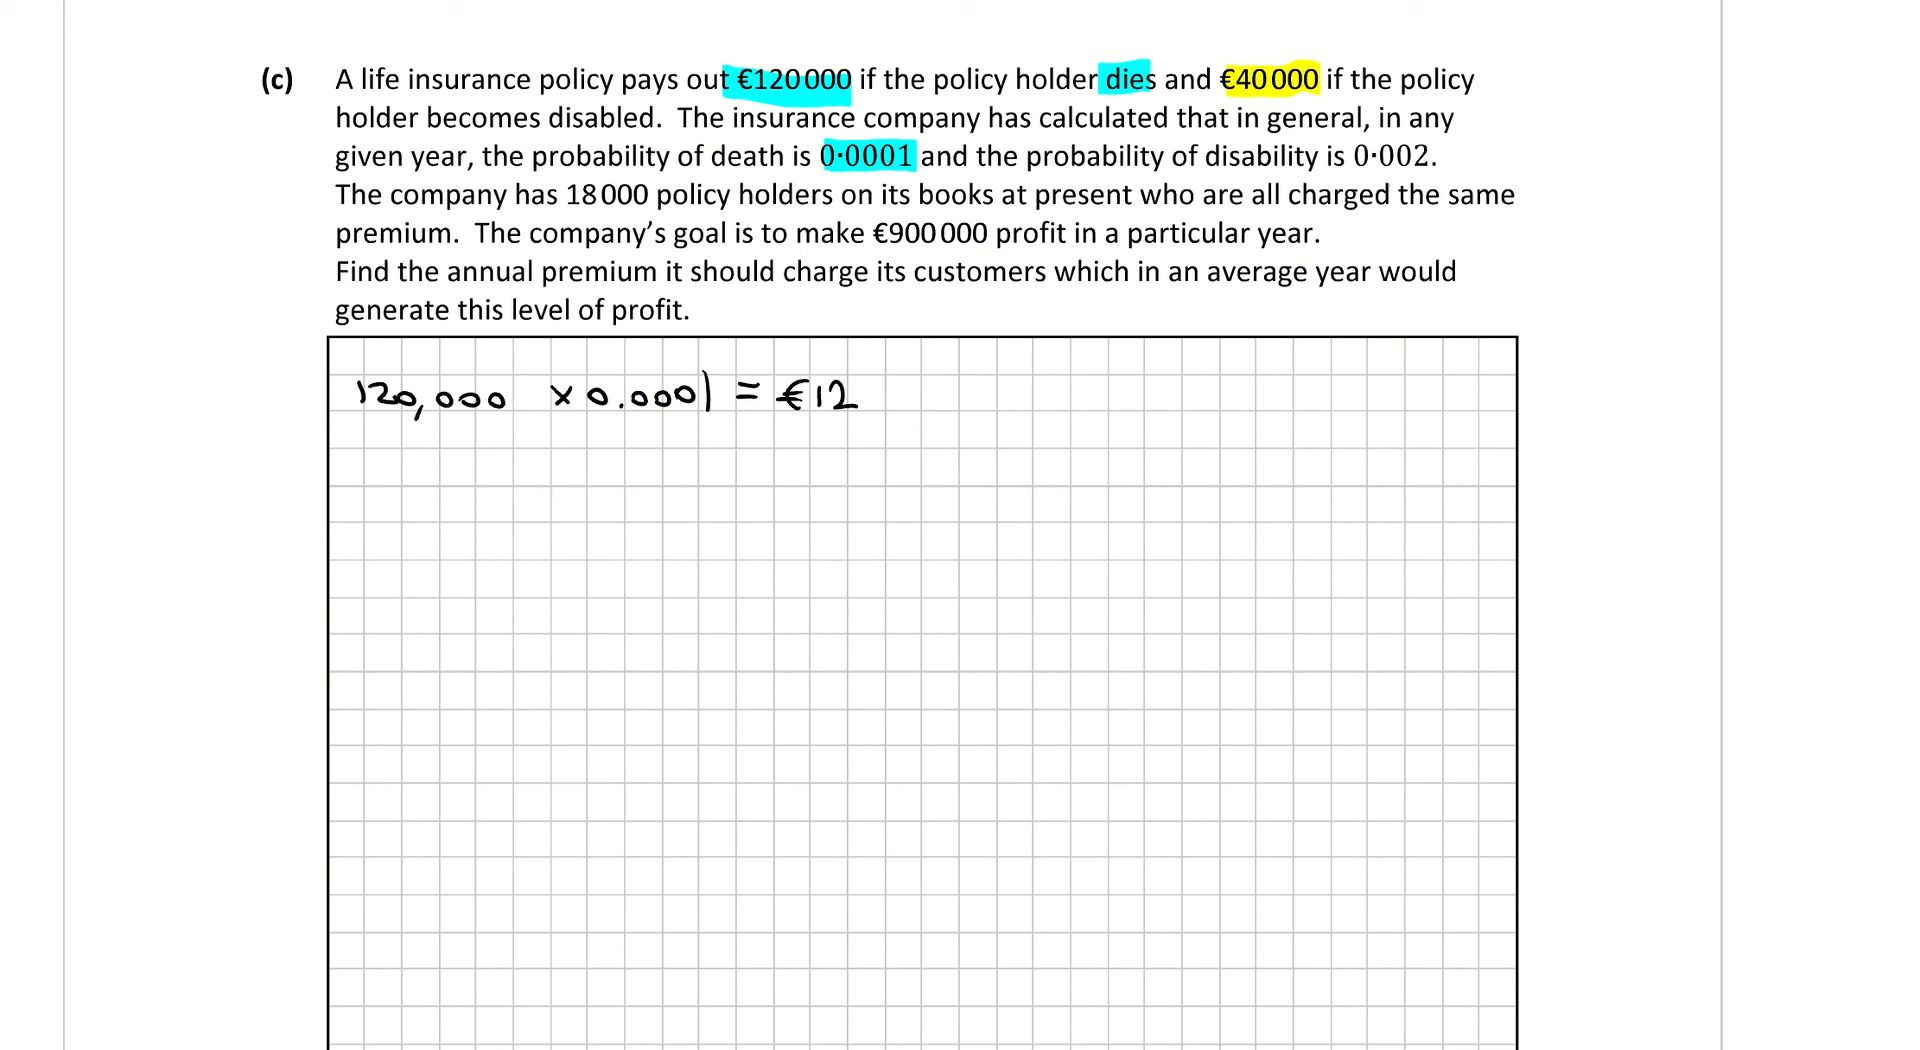 (c) A life insurance policy pays out €120 000 if the policy holder dies and €40 000 if the policy
holder becomes disabled. The insurance company has calculated that in general, in any
given year, the probability of death is 0·0001 and the probability of disability is 0·002.
The company has 18 000 policy holders on its books at present who are all charged the same
premium. The company’s goal is to make €900 000 profit in a particular year.
Find the annual premium it should charge its customers which in an average year would
generate this level of profit.
120,000 × 0.0001 = €12